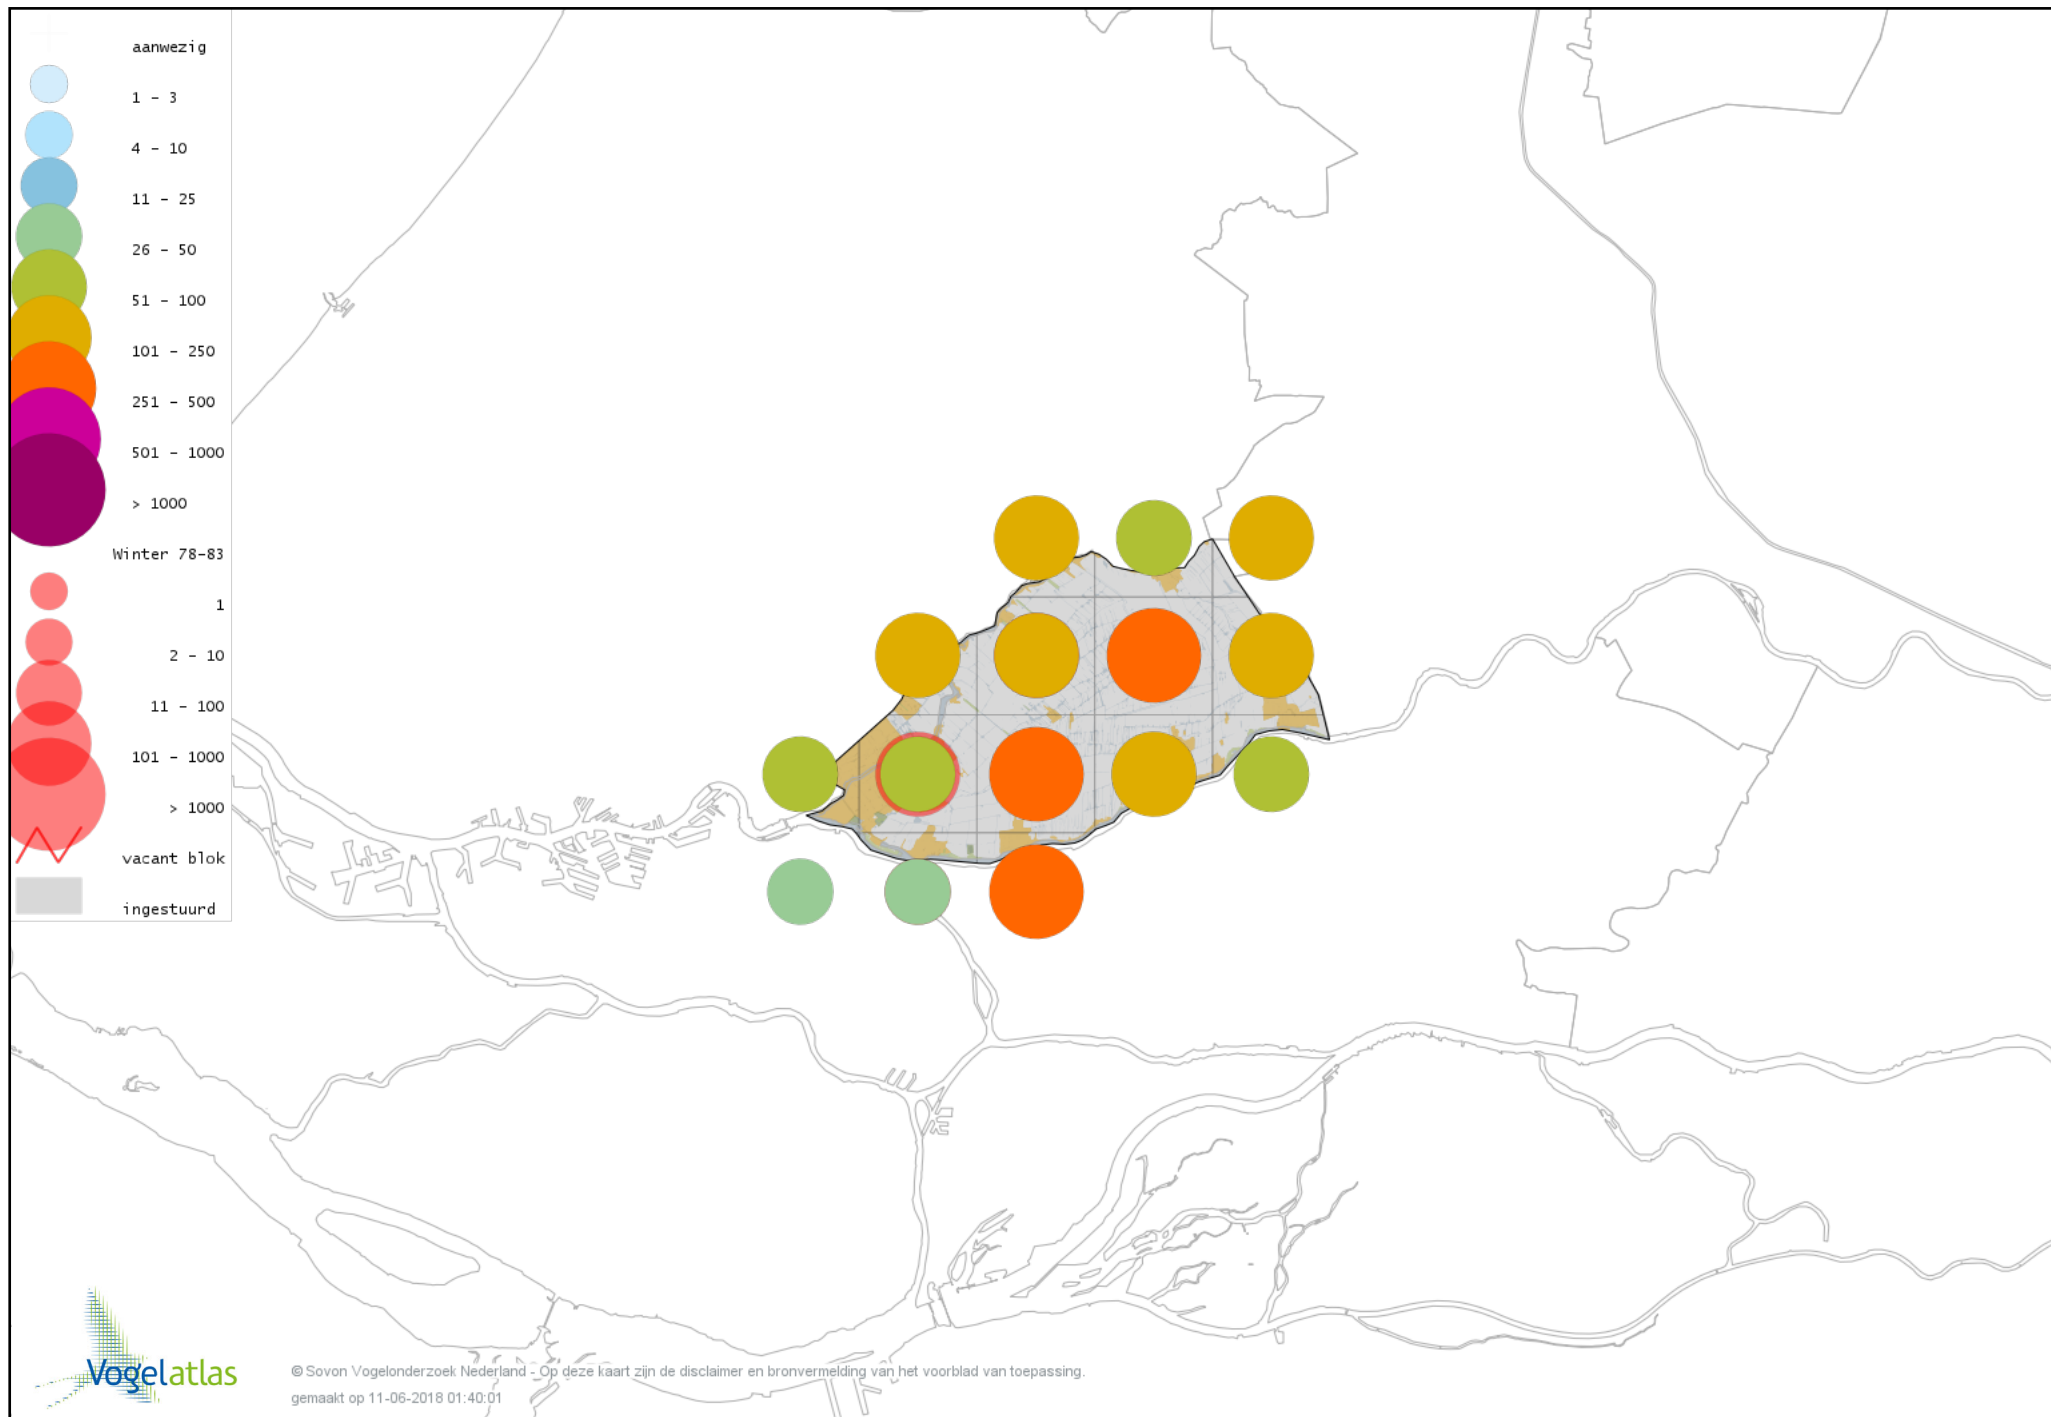 aanwezig
1 - 3
4 - 10
11 - 25
26 - 50
51 - 100
101 - 250
251 - 500
501 - 1000
> 1000
Winter 78-83
1
2 - 10
11 - 100
101 - 1000
> 1000
vacant blok
ingestuurd
Vogelatlas
© Sovon Vogelonderzoek Nederland - Op deze kaart zijn de disclaimer en bronvermelding van het voorblad van toepassing.
gemaakt op 11-06-2018 01:40:01